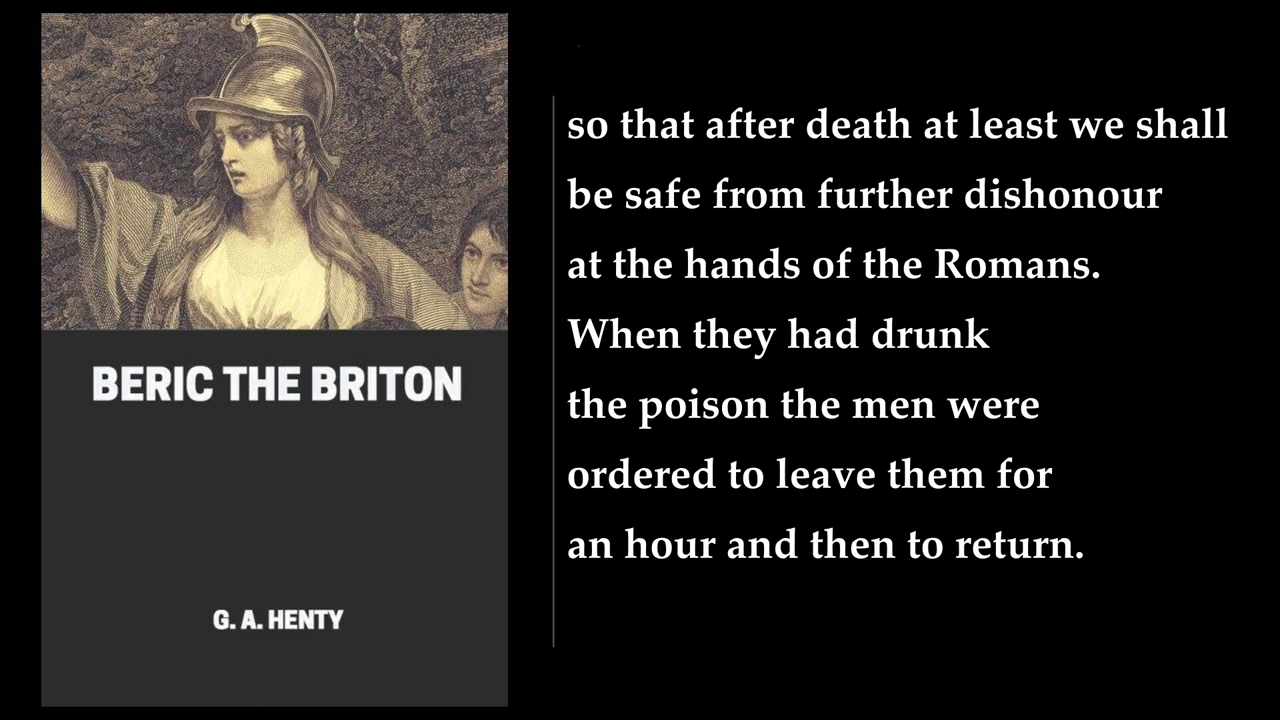 BERIC THE BRITON
G. A. HENTY
so that after death at least we shall
be safe from further dishonour
at the hands of the Romans.
When they had drunk
the poison the men were
ordered to leave them for
an hour and then to return.